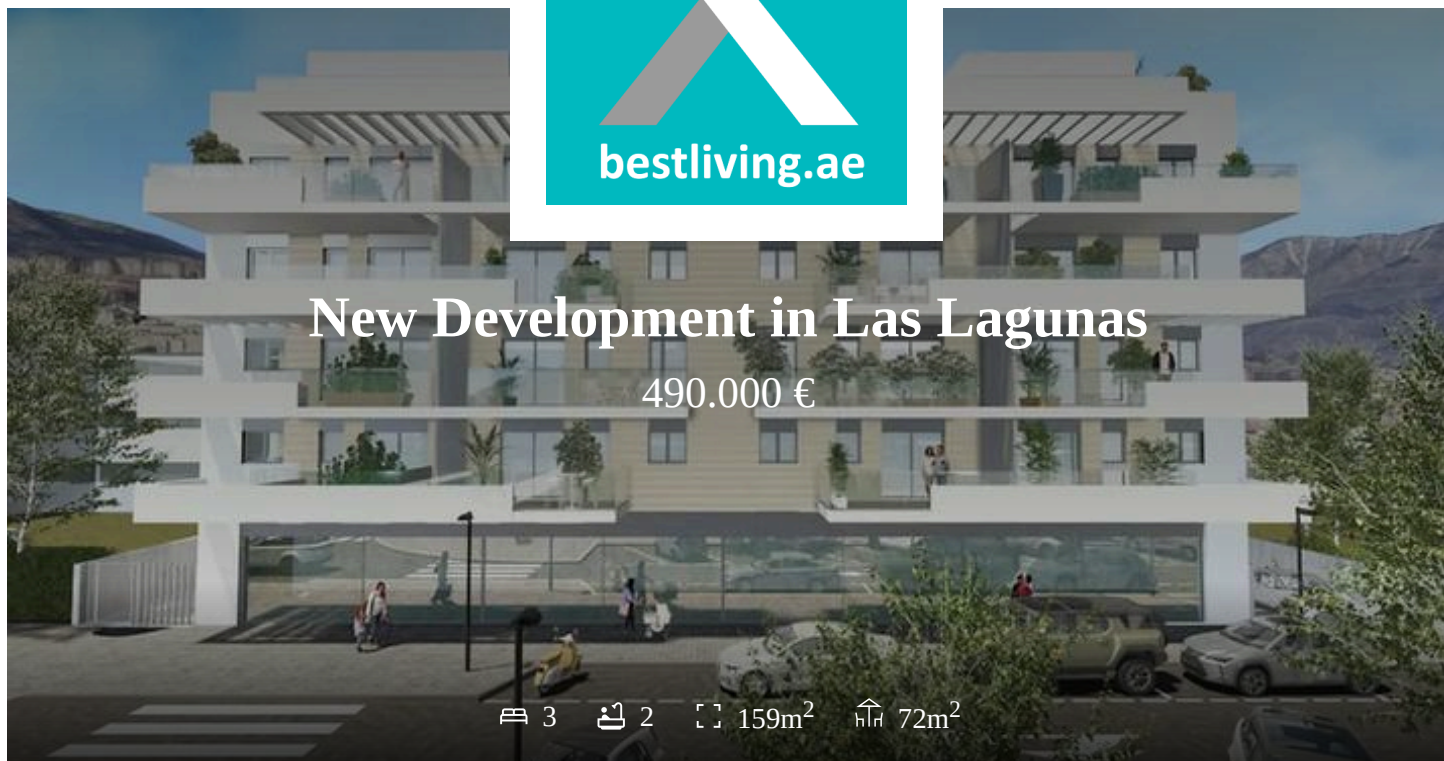 bestliving.ae
New Development in Las Lagunas
490.000 €
3 2 159m² 72m²